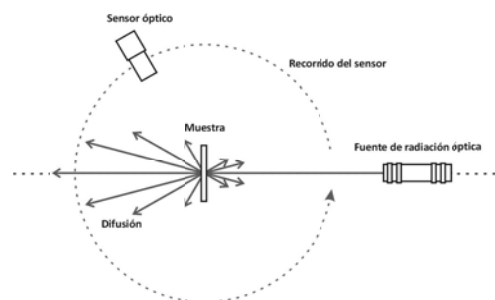 Sensor óptico
Recorrido del sensor
Muestra
Fuente de radiación óptica
Difusión